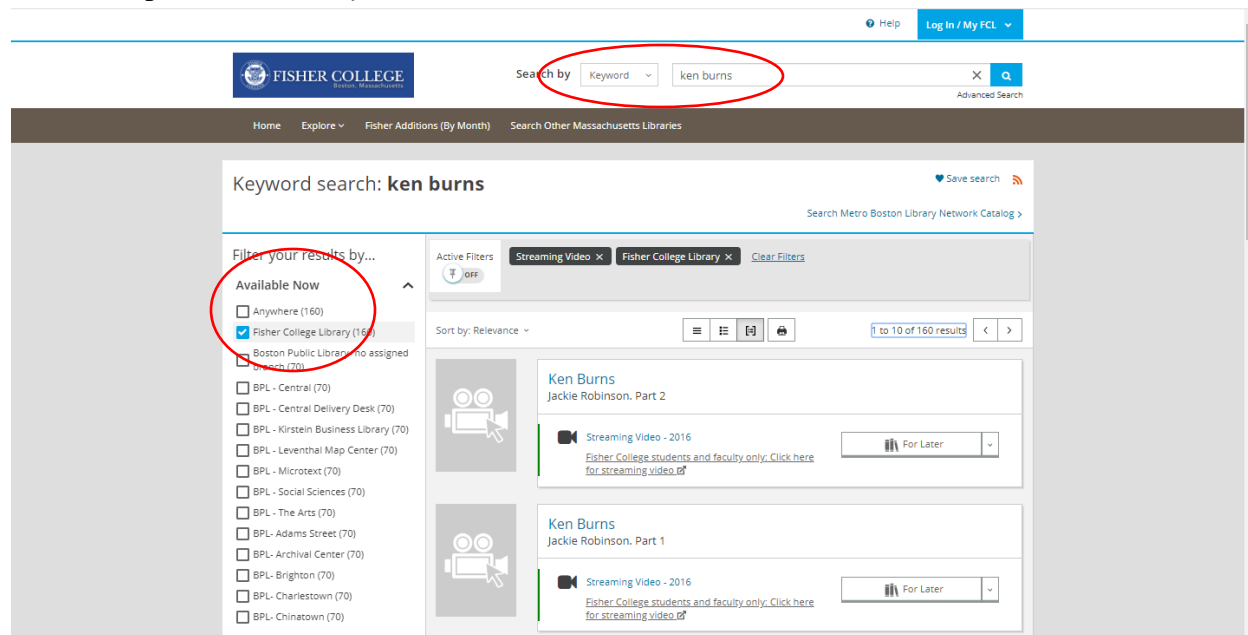 Help
Log In / My FCL
FISHER COLLEGE
Boston, Massachusetts
Search by Keyword ken burns
Advanced Search
Home Explore Fisher Additions (By Month) Search Other Massachusetts Libraries
Keyword search: ken burns
Save search
Search Metro Boston Library Network Catalog >
Filter your results by...
Available Now
Anywhere (160)
Fisher College Library (160)
Boston Public Library, no assigned
branch (70)
BPL - Central (70)
BPL - Central Delivery Desk (70)
BPL - Kirstein Business Library (70)
BPL - Leventhal Map Center (70)
BPL - Microtext (70)
BPL - Social Sciences (70)
BPL - The Arts (70)
BPL- Adams Street (70)
BPL- Archival Center (70)
BPL- Brighton (70)
BPL- Charlestown (70)
BPL- Chinatown (70)
Active Filters
OFF
Streaming Video × Fisher College Library × Clear Filters
Sort by: Relevance
1 to 10 of 160 results
Ken Burns
Jackie Robinson. Part 2
Streaming Video - 2016
Fisher College students and faculty only: Click here
for streaming video
For Later
Ken Burns
Jackie Robinson. Part 1
Streaming Video - 2016
Fisher College students and faculty only: Click here
for streaming video
For Later